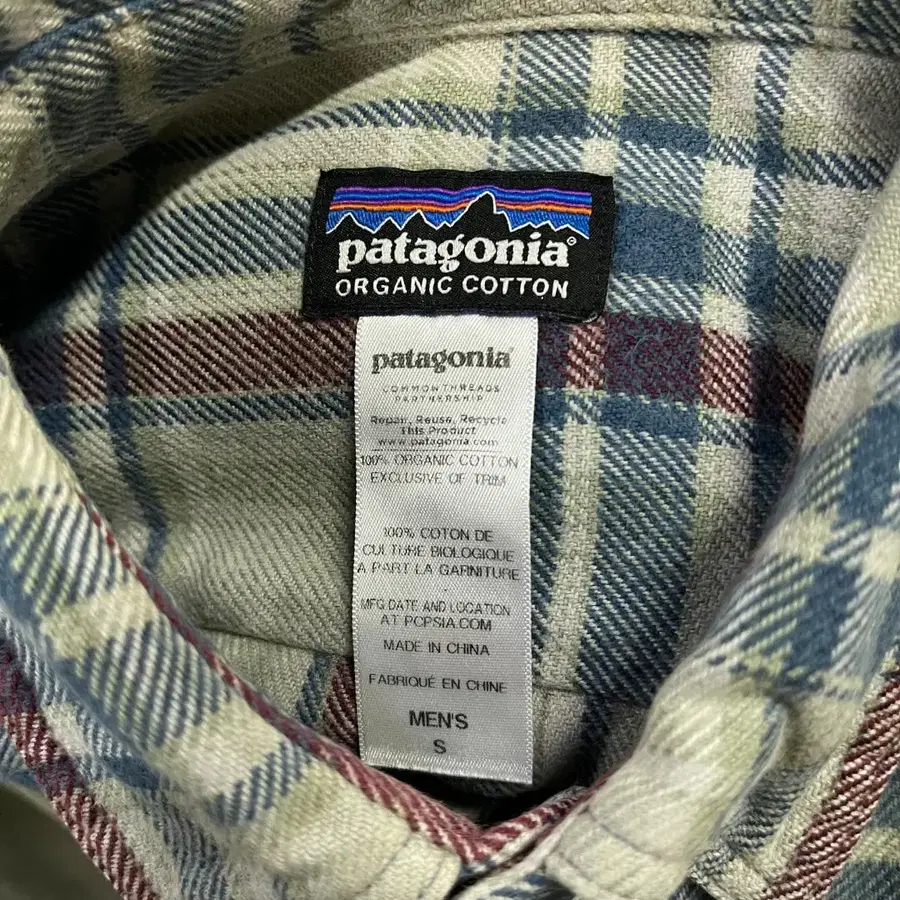 patagonia®
ORGANIC COTTON
patagonia®
COMMON THREADS
PARTNERSHIP
Repair, Reuse, Recycle
This Product
www.patagonia.com
100% ORGANIC COTTON
EXCLUSIVE OF TRIM
100% COTON DE
CULTURE BIOLOGIQUE
A PART LA GARNITURE
MFG DATE AND LOCATION
AT PCPSIA.COM
MADE IN CHINA
FABRIQUÉ EN CHINE
MEN'S
S